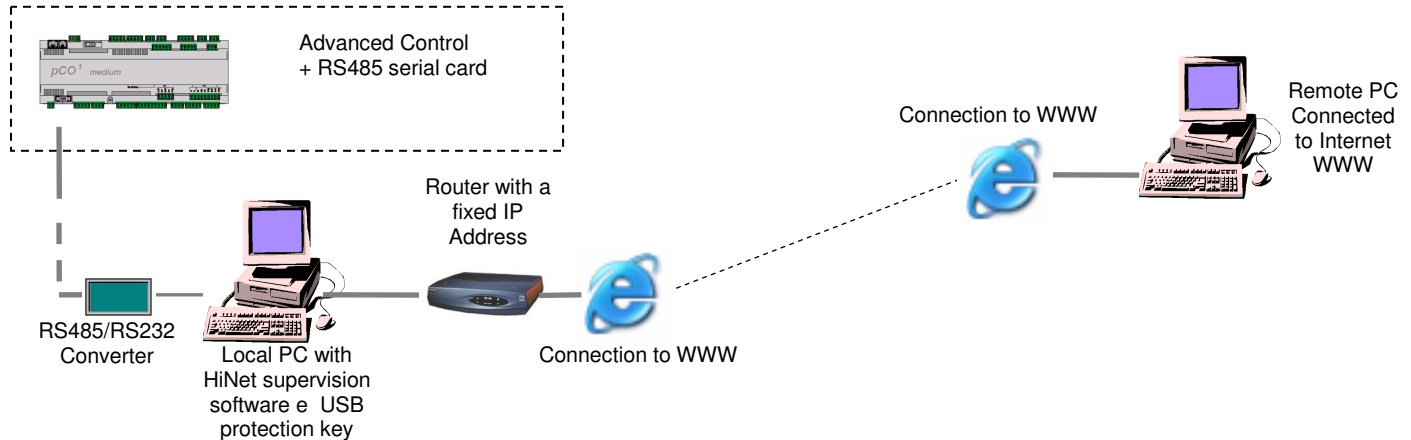 Advanced Control
+ RS485 serial card
pCO1 medium
Connection to WWW
Remote PC
Connected
to Internet
WWW
Router with a
fixed IP
Address
RS485/RS232
Converter
Local PC with
HiNet supervision
software e USB
protection key
Connection to WWW